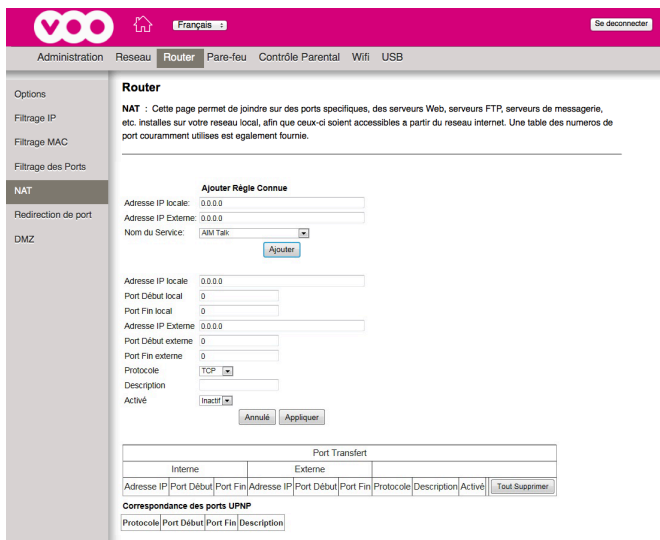 VOO
Français
Se deconnecter
Administration Reseau Router Pare-feu Contrôle Parental Wifi USB
Options
Filtrage IP
Filtrage MAC
Filtrage des Ports
NAT
Redirection de port
DMZ
Router
NAT : Cette page permet de joindre sur des ports specifiques, des serveurs Web, serveurs FTP, serveurs de messagerie,
etc. installes sur votre reseau local, afin que ceux-ci soient accessibles a partir du reseau internet. Une table des numeros de
port couramment utilises est egalement fournie.
Ajouter Régle Connue
Adresse IP locale: 0.0.0.0
Adresse IP Externe: 0.0.0.0
Nom du Service: AIM Talk
Ajouter
Adresse IP locale 0.0.0.0
Port Début local 0
Port Fin local 0
Adresse IP Externe 0.0.0.0
Port Début externe 0
Port Fin externe 0
Protocole TCP
Description
Activé Inactif
Annulé Appliquer
Port Transfert
Interne Externe
Adresse IP Port Début Port Fin Adresse IP Port Début Port Fin Protocole Description Activé Tout Supprimer
Correspondance des ports UPNP
Protocole Port Début Port Fin Description